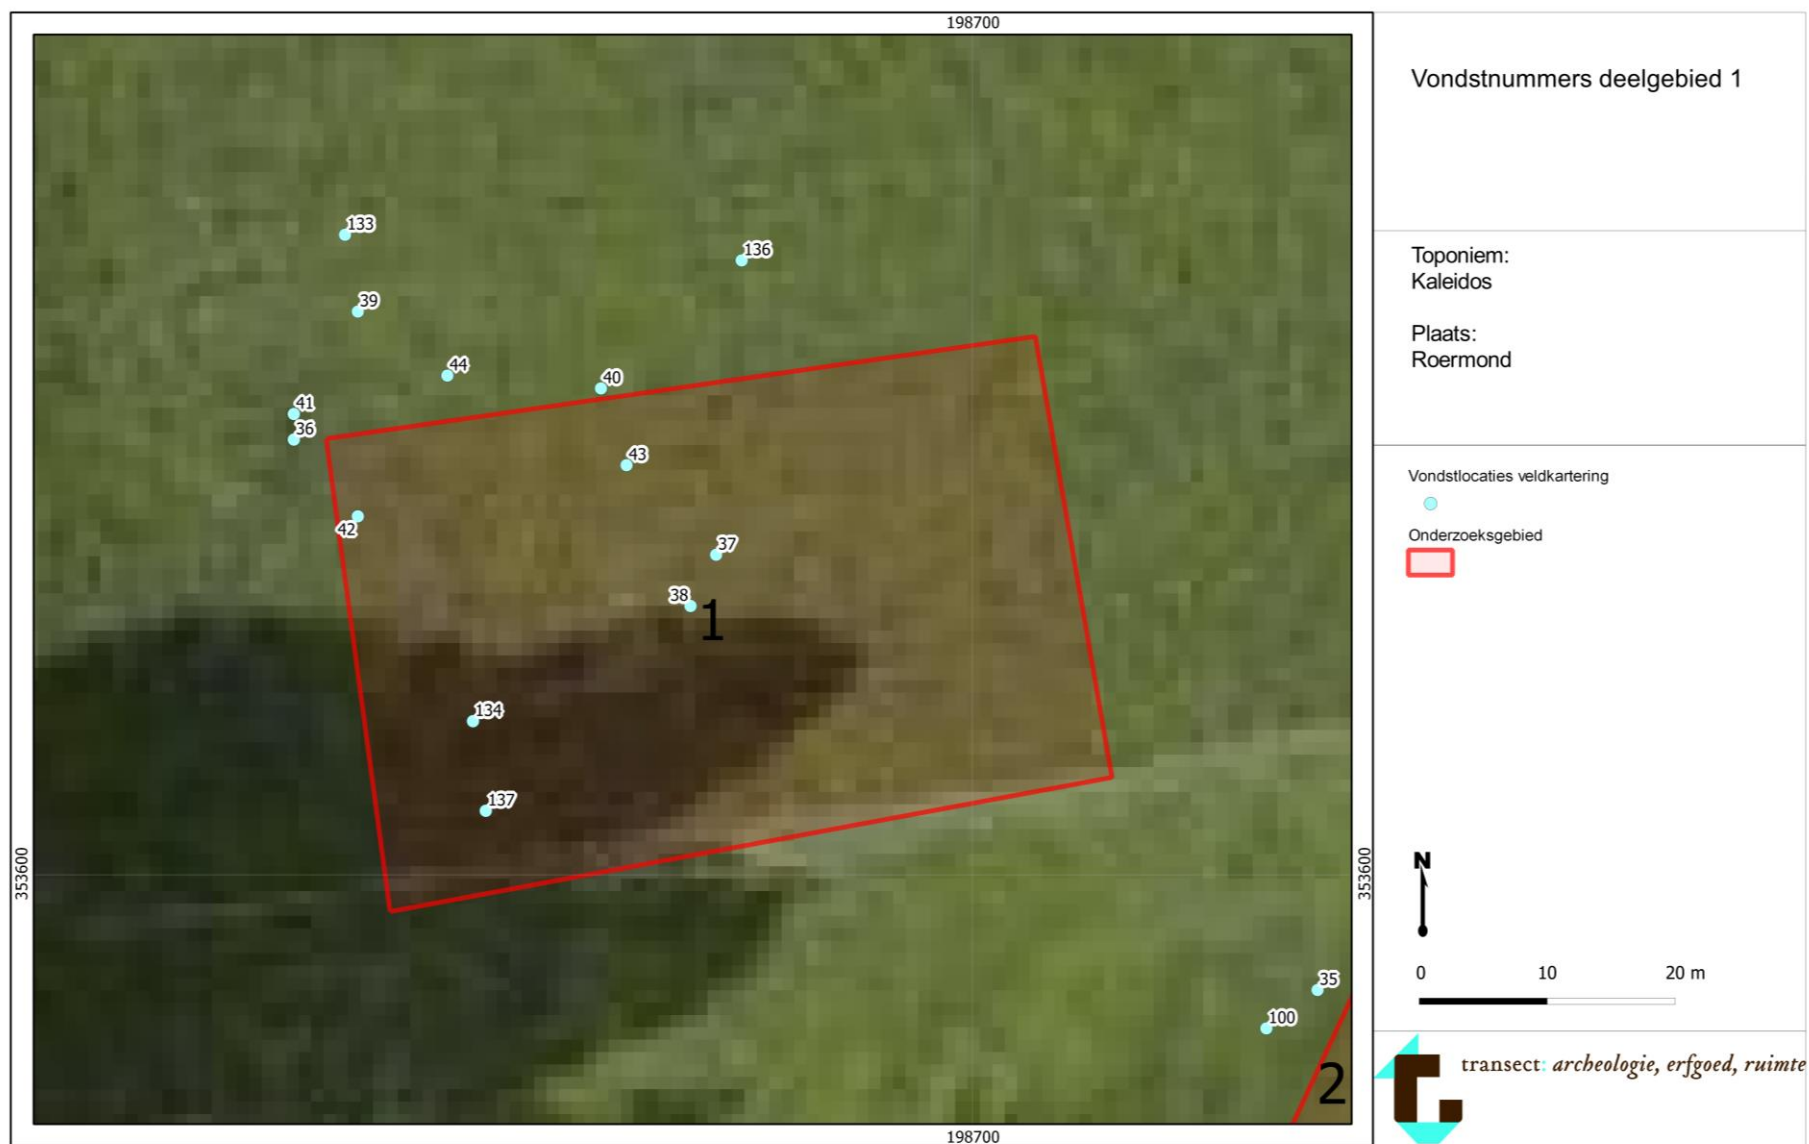 198700
Vondstnummers deelgebied 1
133
136
39
44
40
41
36
43
42
37
38
1
134
137
353600
353600
35
100
2
198700
Toponiem:
Kaleidos
Plaats:
Roermond
Vondstlocaties veldkartering
Onderzoeksgebied
N
0 10 20 m
transect: archeologie, erfgoed, ruimte